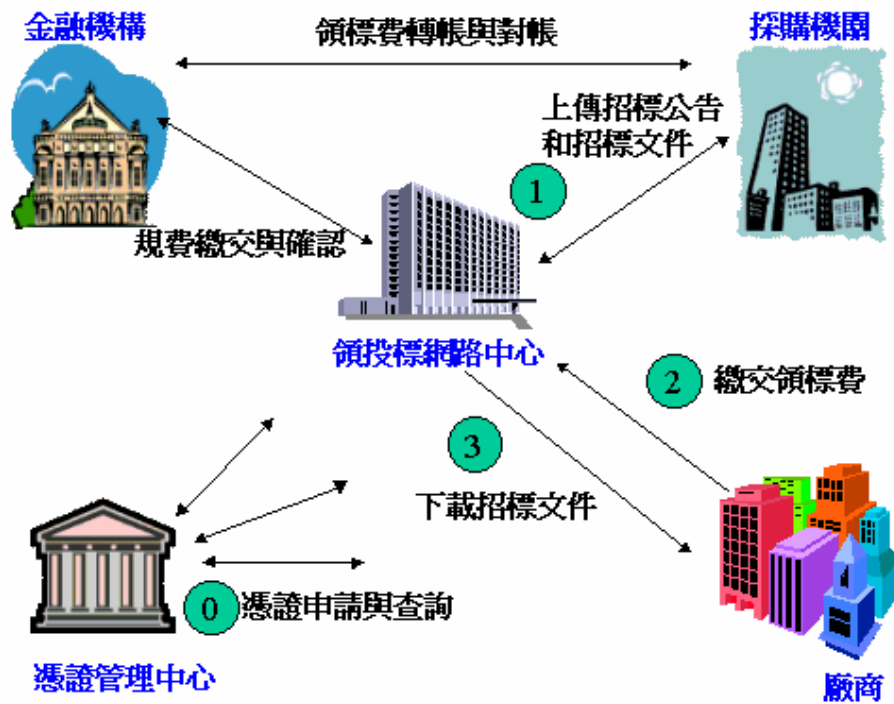 金融機構
領標費轉帳與對帳
採購機關
上傳招標公告
和招標文件
1
規費繳交與確認
領投標網路中心
2
繳交領標費
3
下載招標文件
0
憑證申請與查詢
憑證管理中心
廠商